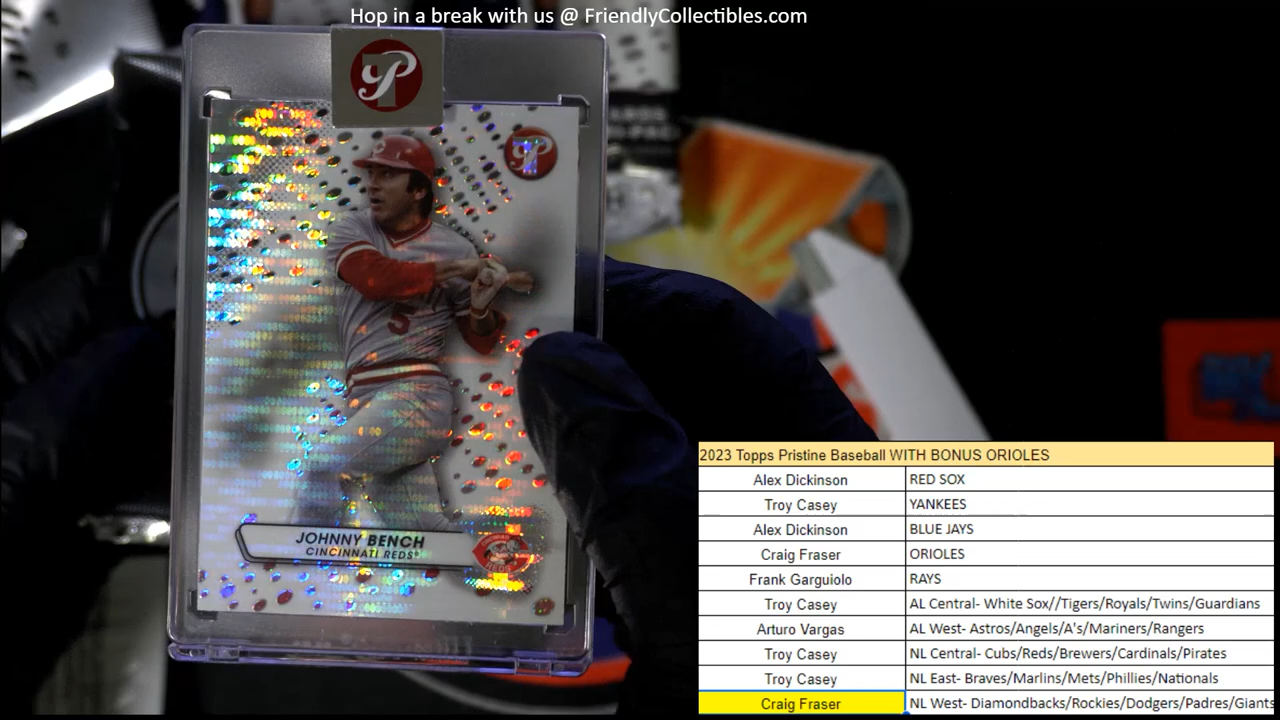 Hop in a break with us @ FriendlyCollectibles.com
P
P
5
JOHNNY BENCH
CINCINNATI REDS
REDS
2023 Topps Pristine Baseball WITH BONUS ORIOLES
Alex Dickinson RED SOX
Troy Casey YANKEES
Alex Dickinson BLUE JAYS
Craig Fraser ORIOLES
Frank Garguiolo RAYS
Troy Casey AL Central- White Sox//Tigers/Royals/Twins/Guardians
Arturo Vargas AL West- Astros/Angels/A's/Mariners/Rangers
Troy Casey NL Central- Cubs/Reds/Brewers/Cardinals/Pirates
Troy Casey NL East- Braves/Marlins/Mets/Phillies/Nationals
Craig Fraser NL West- Diamondbacks/Rockies/Dodgers/Padres/Giants